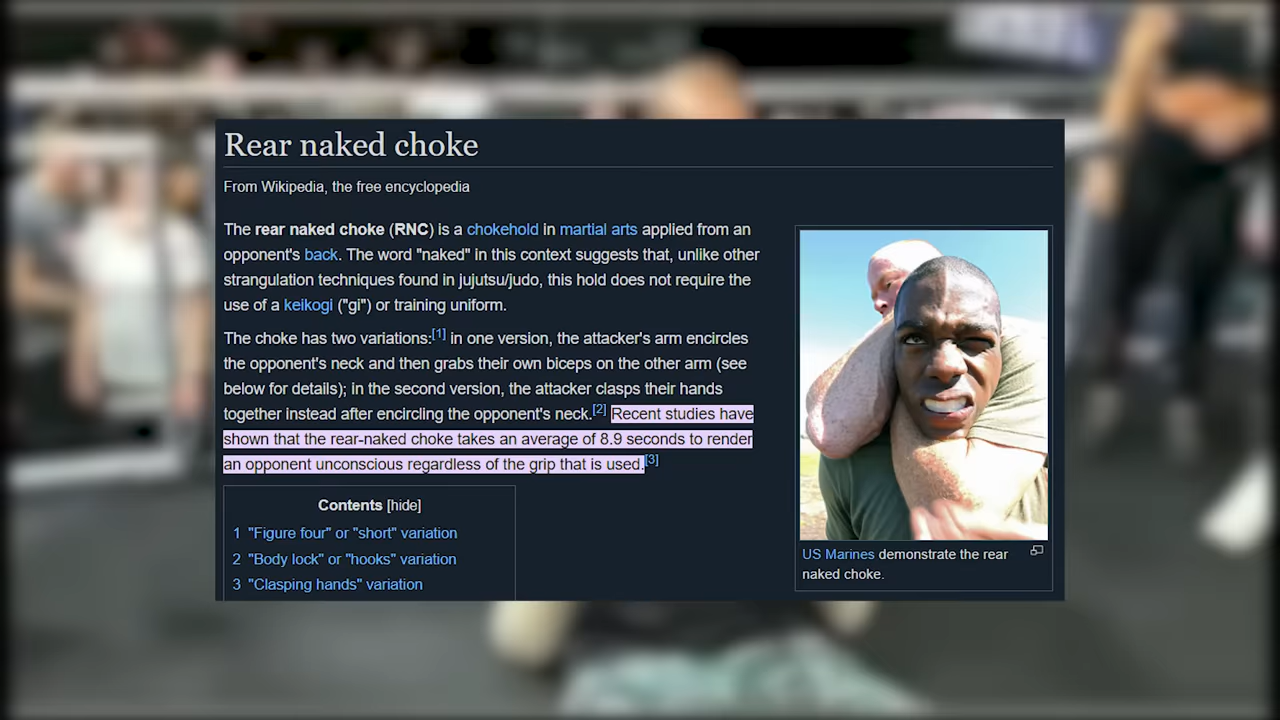 Rear naked choke
From Wikipedia, the free encyclopedia
The rear naked choke (RNC) is a chokehold in martial arts applied from an
opponent's back. The word "naked" in this context suggests that, unlike other
strangulation techniques found in jujutsu/judo, this hold does not require the
use of a keikogi ("gi") or training uniform.
The choke has two variations:[1] in one version, the attacker's arm encircles
the opponent's neck and then grabs their own biceps on the other arm (see
below for details); in the second version, the attacker clasps their hands
together instead after encircling the opponent's neck.[2] Recent studies have
shown that the rear-naked choke takes an average of 8.9 seconds to render
an opponent unconscious regardless of the grip that is used.[3]
Contents [hide]
1 "Figure four" or "short" variation
2 "Body lock" or "hooks" variation
3 "Clasping hands" variation
US Marines demonstrate the rear
naked choke.